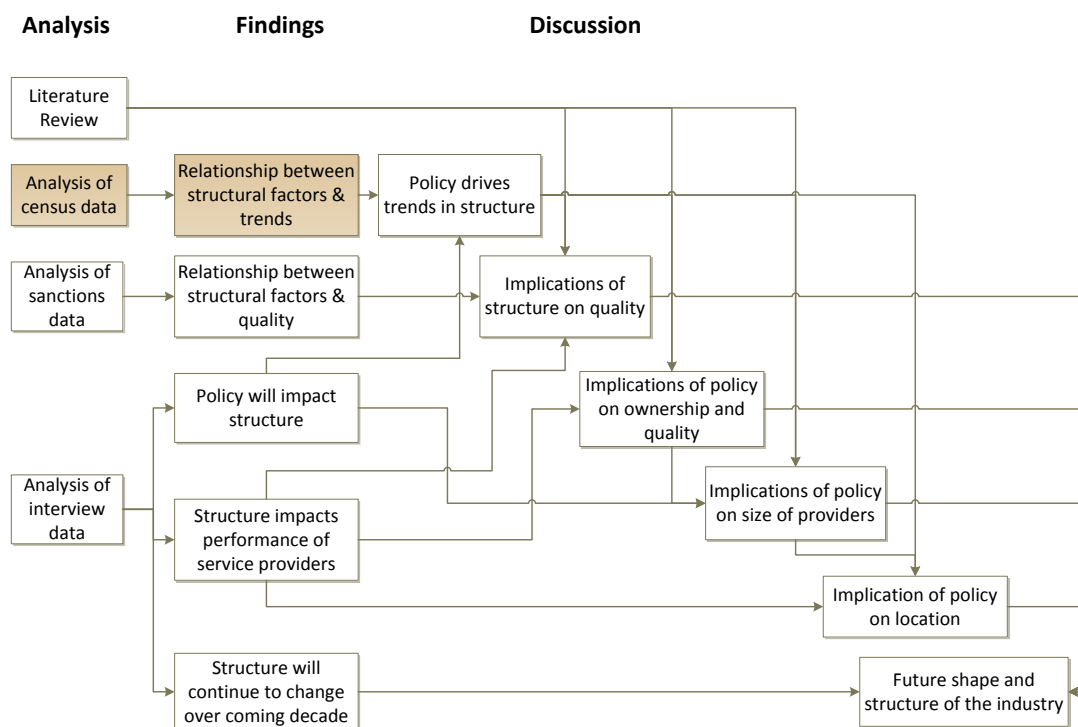 Analysis
Findings
Discussion
Literature
Review
Analysis of
census data
Relationship between
structural factors &
trends
Policy drives
trends in structure
Analysis of
sanctions
data
Relationship between
structural factors &
quality
Implications of
structure on quality
Policy will impact
structure
Implications of policy
on ownership and
quality
Analysis of
interview
data
Structure impacts
performance of
service providers
Implications of policy
on size of providers
Implication of policy
on location
Structure will
continue to change
over coming decade
Future shape and
structure of the industry